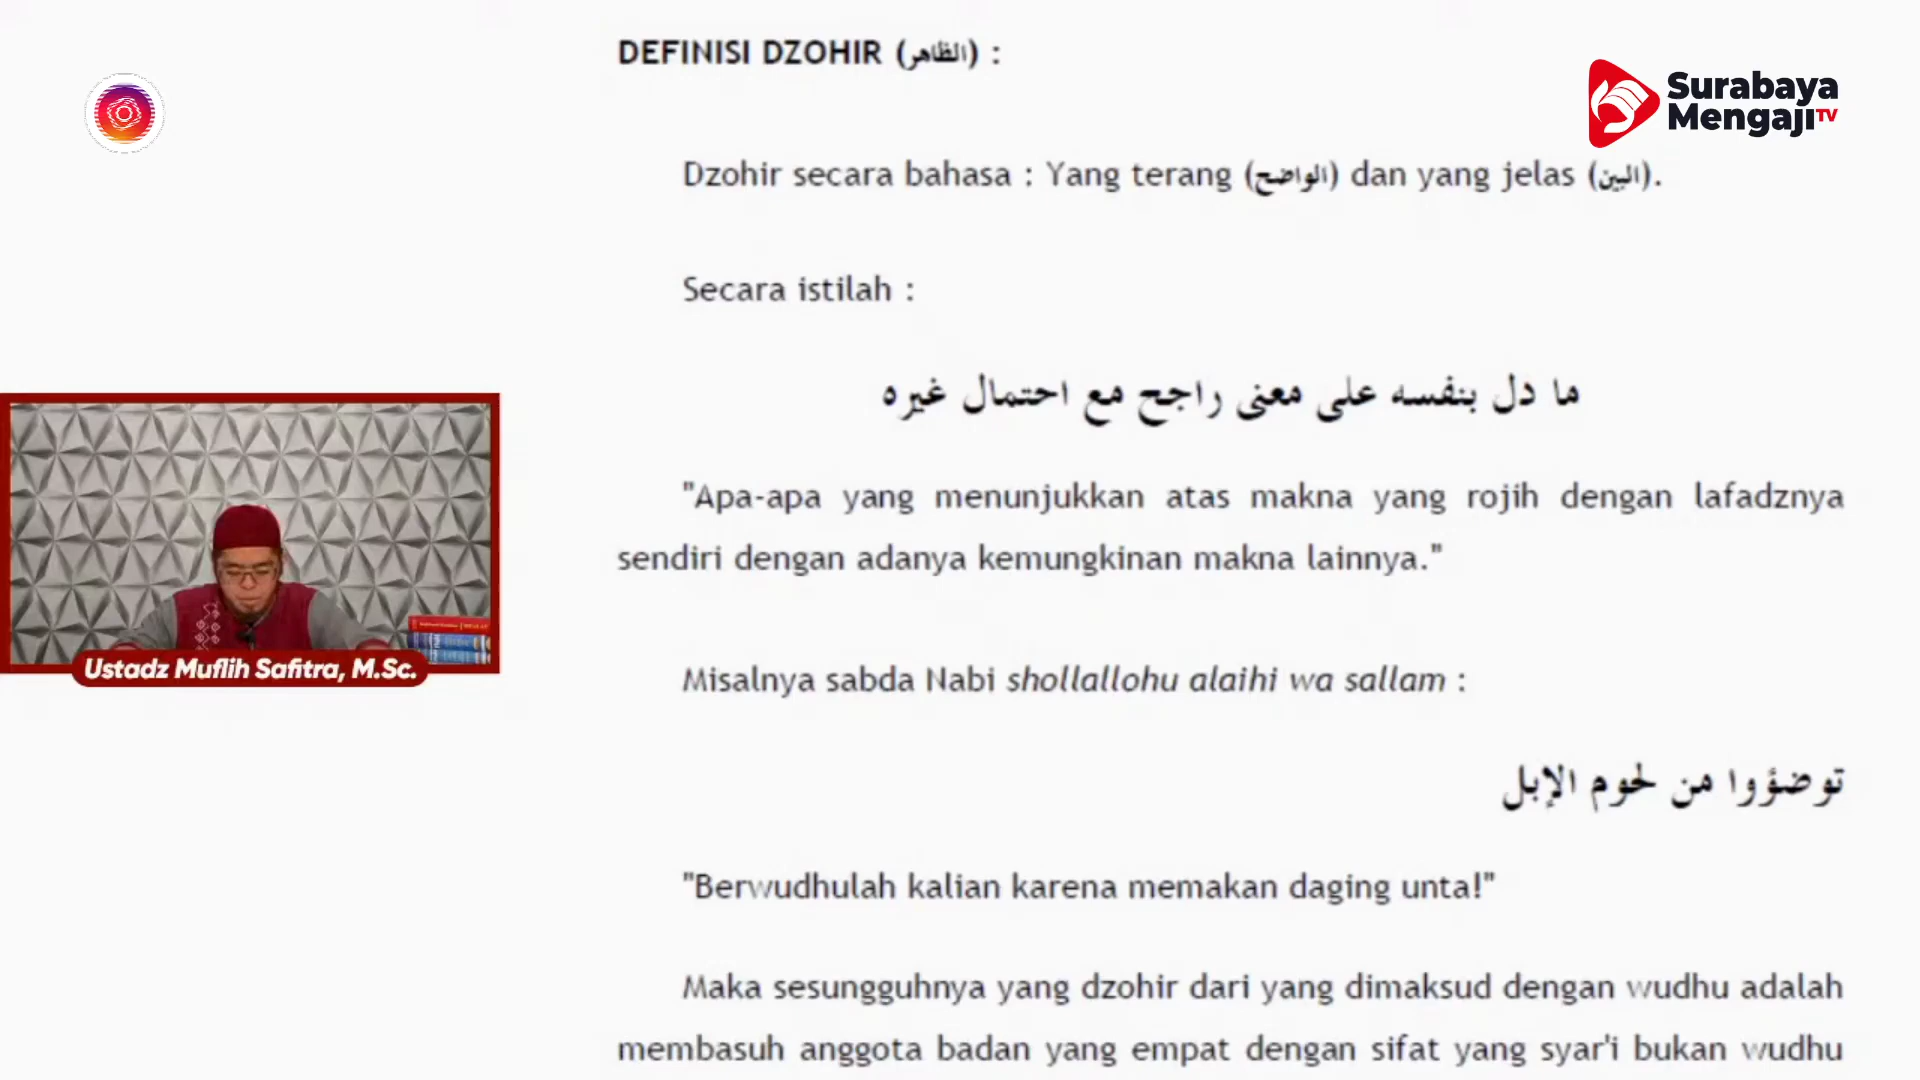 DEFINISI DZOHIR (الظاهر) :
Surabaya
MengajiTV
Dzohir secara bahasa : Yang terang (الواضح) dan yang jelas (البين).
Secara istilah :
ما دل بنفسه على معنى راجح مع احتمال غيره
"Apa-apa yang menunjukkan atas makna yang rojih dengan lafadznya
sendiri dengan adanya kemungkinan makna lainnya."
Ustadz Muflih Safitra, M.Sc.
Misalnya sabda Nabi shollallohu alaihi wa sallam :
توضؤوا من لحوم الإبل
"Berwudhulah kalian karena memakan daging unta!"
Maka sesungguhnya yang dzohir dari yang dimaksud dengan wudhu adalah
membasuh anggota badan yang empat dengan sifat yang syar'i bukan wudhu